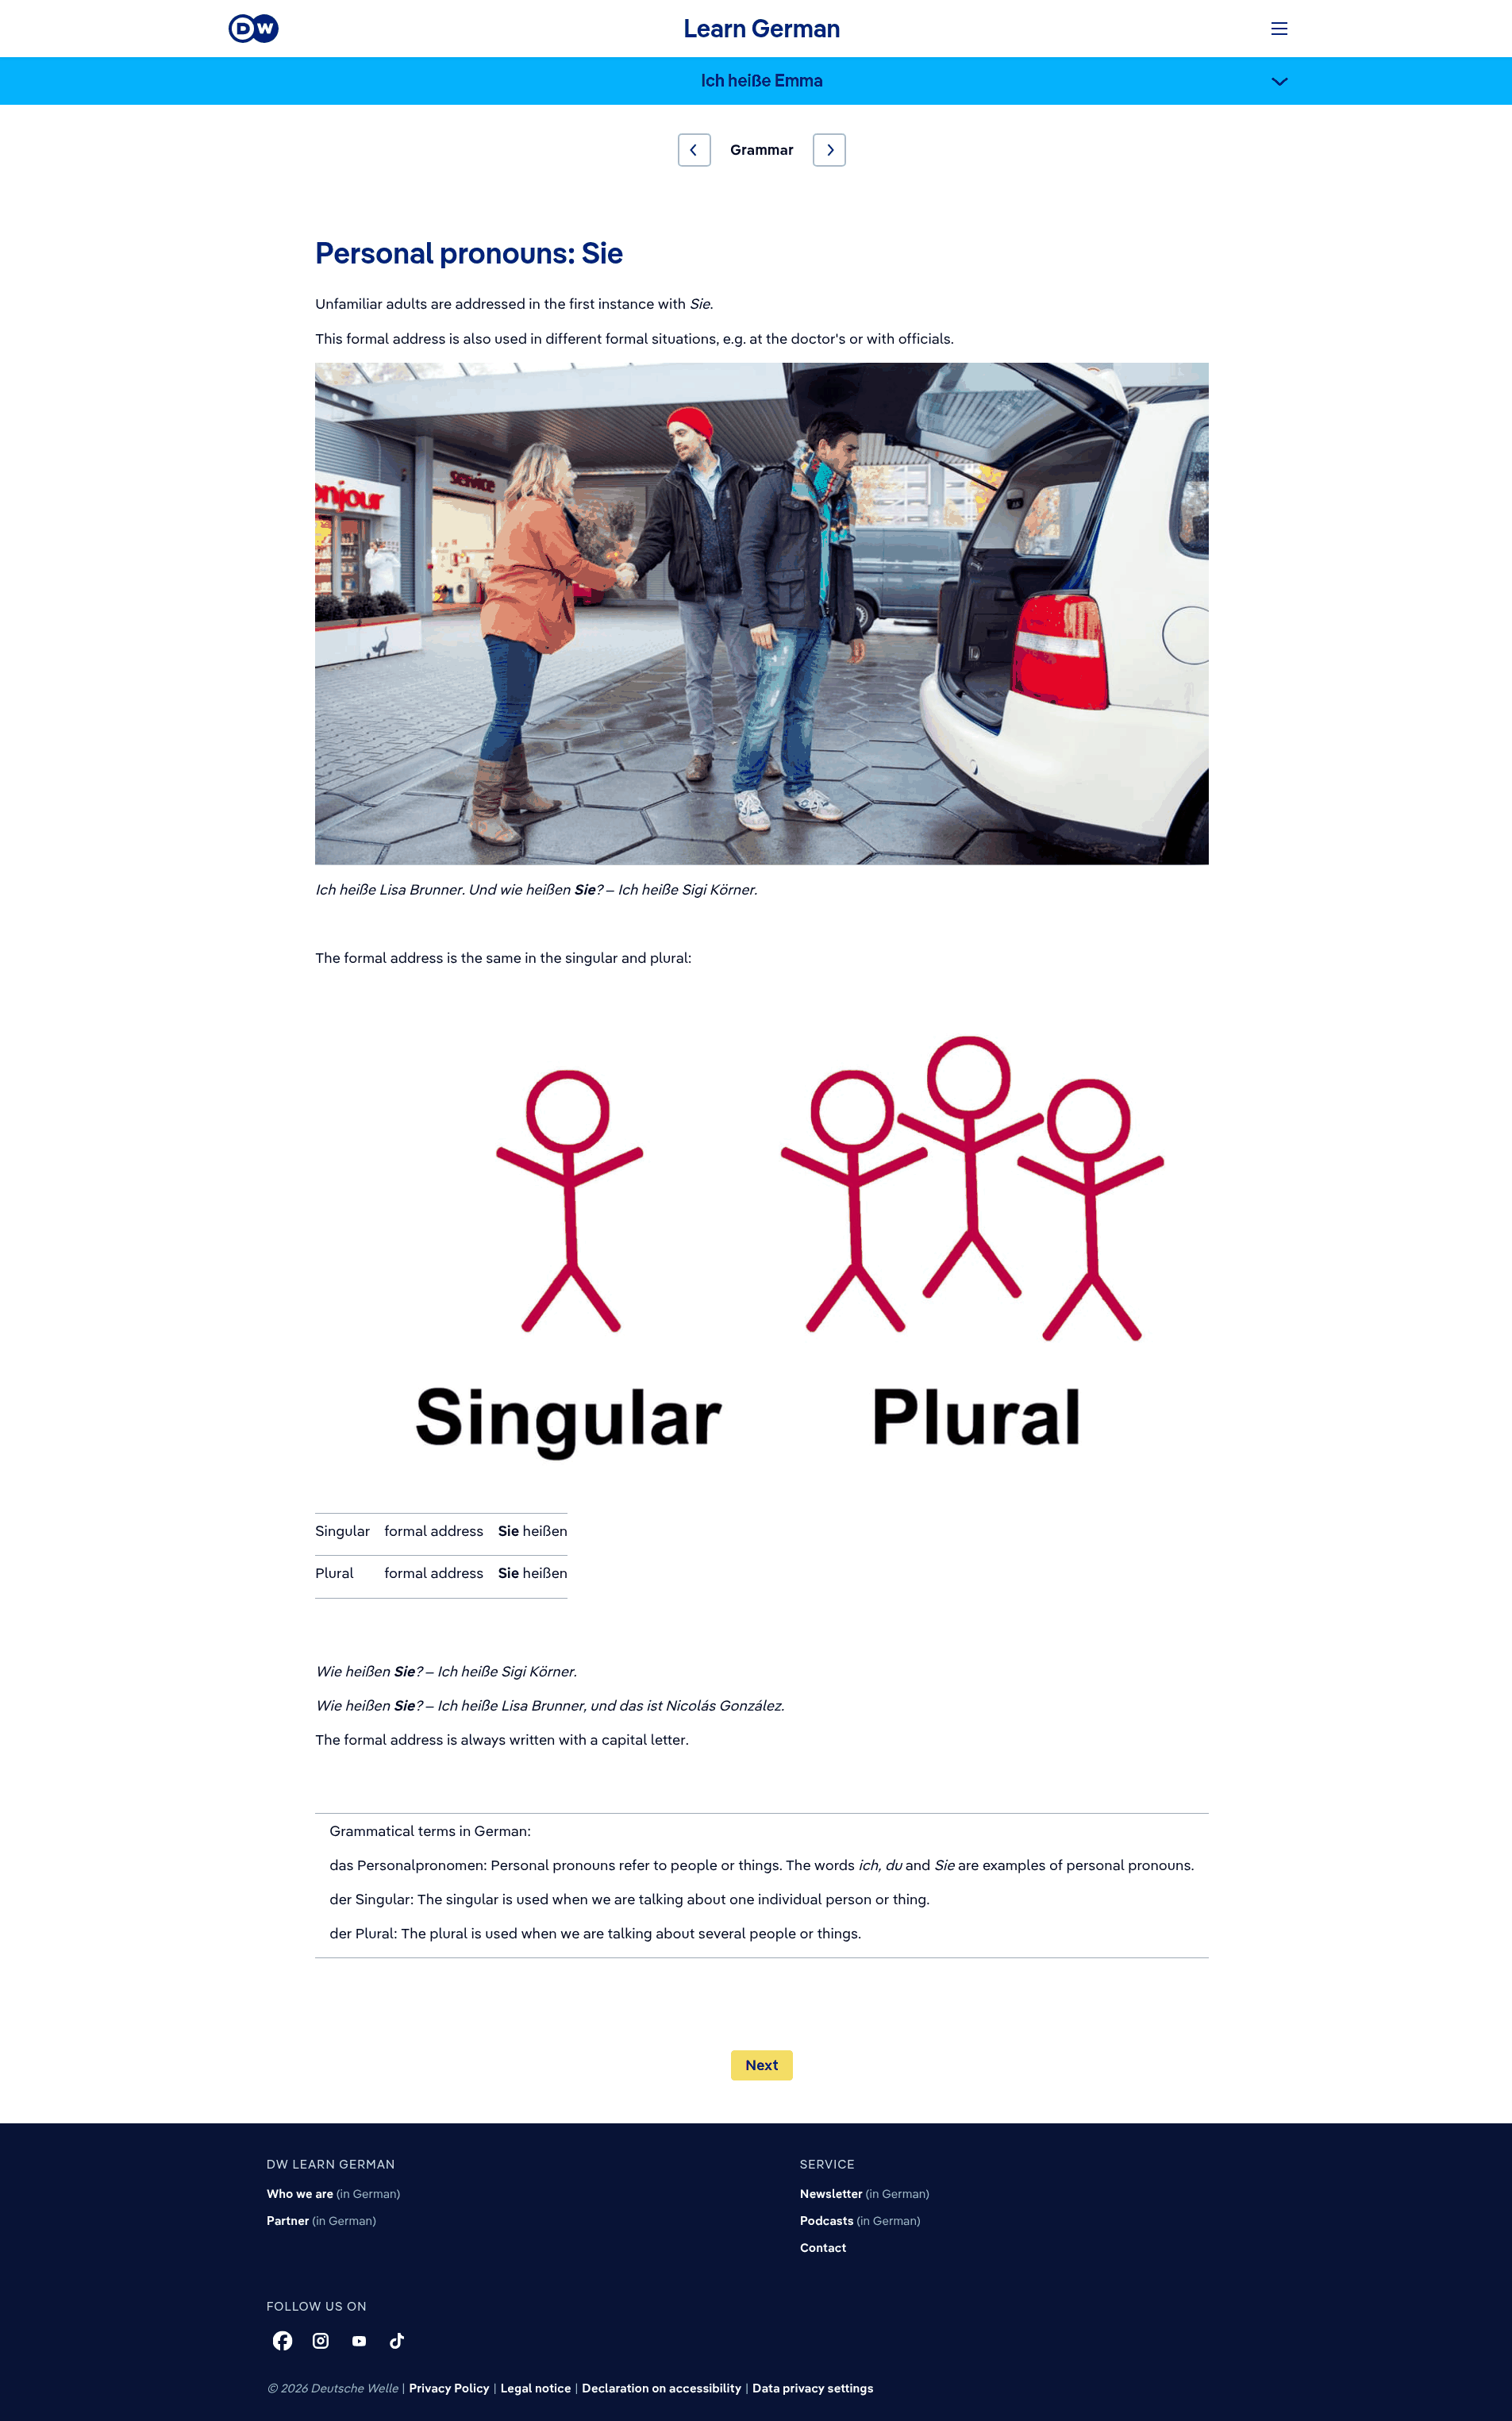 DW
Learn German
Ich heiße Emma
Grammar
Personal pronouns: Sie
Unfamiliar adults are addressed in the first instance with Sie.
This formal address is also used in different formal situations, e.g. at the doctor's or with officials.
onjour
service
Ich heiße Lisa Brunner. Und wie heißen Sie? – Ich heiße Sigi Körner.
The formal address is the same in the singular and plural:
Singular Plural
Singular formal address Sie heißen
Plural formal address Sie heißen
Wie heißen Sie? – Ich heiße Sigi Körner.
Wie heißen Sie? – Ich heiße Lisa Brunner, und das ist Nicolás González.
The formal address is always written with a capital letter.
Grammatical terms in German:
das Personalpronomen: Personal pronouns refer to people or things. The words ich, du and Sie are examples of personal pronouns.
der Singular: The singular is used when we are talking about one individual person or thing.
der Plural: The plural is used when we are talking about several people or things.
Next
DW LEARN GERMAN
Who we are (in German)
Partner (in German)
SERVICE
Newsletter (in German)
Podcasts (in German)
Contact
FOLLOW US ON
© 2026 Deutsche Welle | Privacy Policy | Legal notice | Declaration on accessibility | Data privacy settings